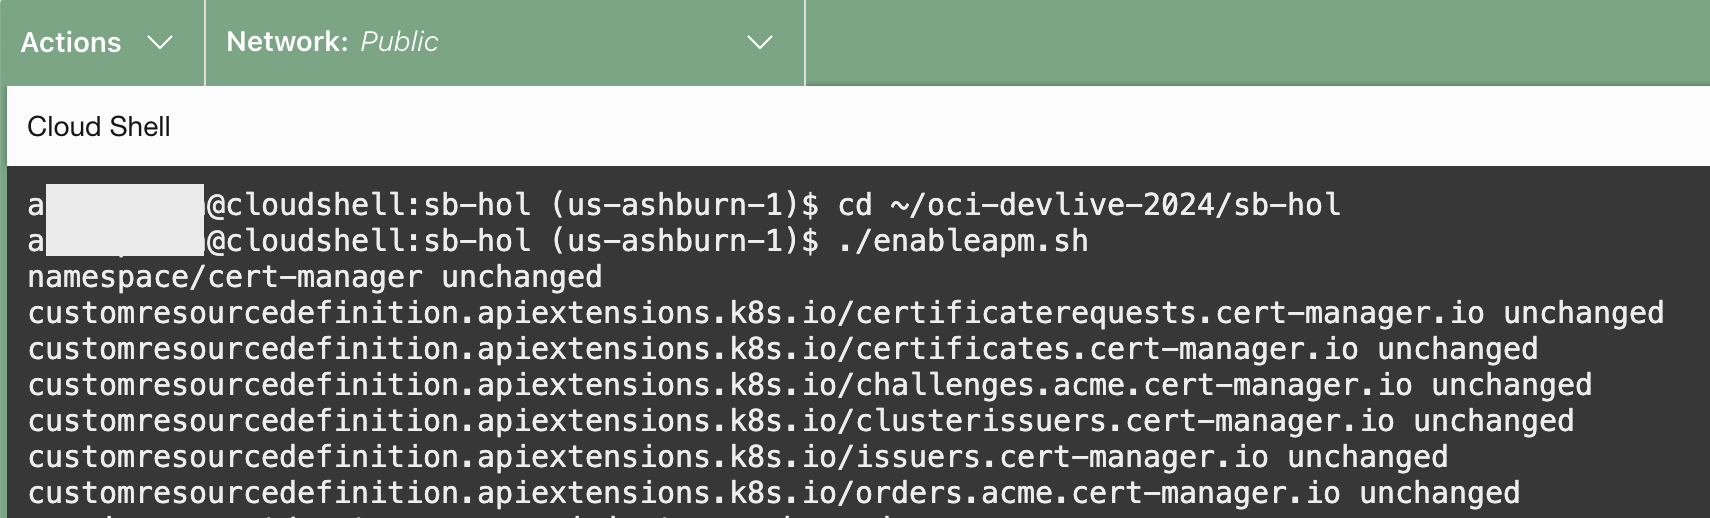 Actions
Network: Public
Cloud Shell
a @cloudshell:sb-hol (us-ashburn-1)$ cd ~/oci-devlive-2024/sb-hol
a @cloudshell:sb-hol (us-ashburn-1)$ ./enableapm.sh
namespace/cert-manager unchanged
customresourcedefinition.apiextensions.k8s.io/certificaterequests.cert-manager.io unchanged
customresourcedefinition.apiextensions.k8s.io/certificates.cert-manager.io unchanged
customresourcedefinition.apiextensions.k8s.io/challenges.acme.cert-manager.io unchanged
customresourcedefinition.apiextensions.k8s.io/clusterissuers.cert-manager.io unchanged
customresourcedefinition.apiextensions.k8s.io/issuers.cert-manager.io unchanged
customresourcedefinition.apiextensions.k8s.io/orders.acme.cert-manager.io unchanged